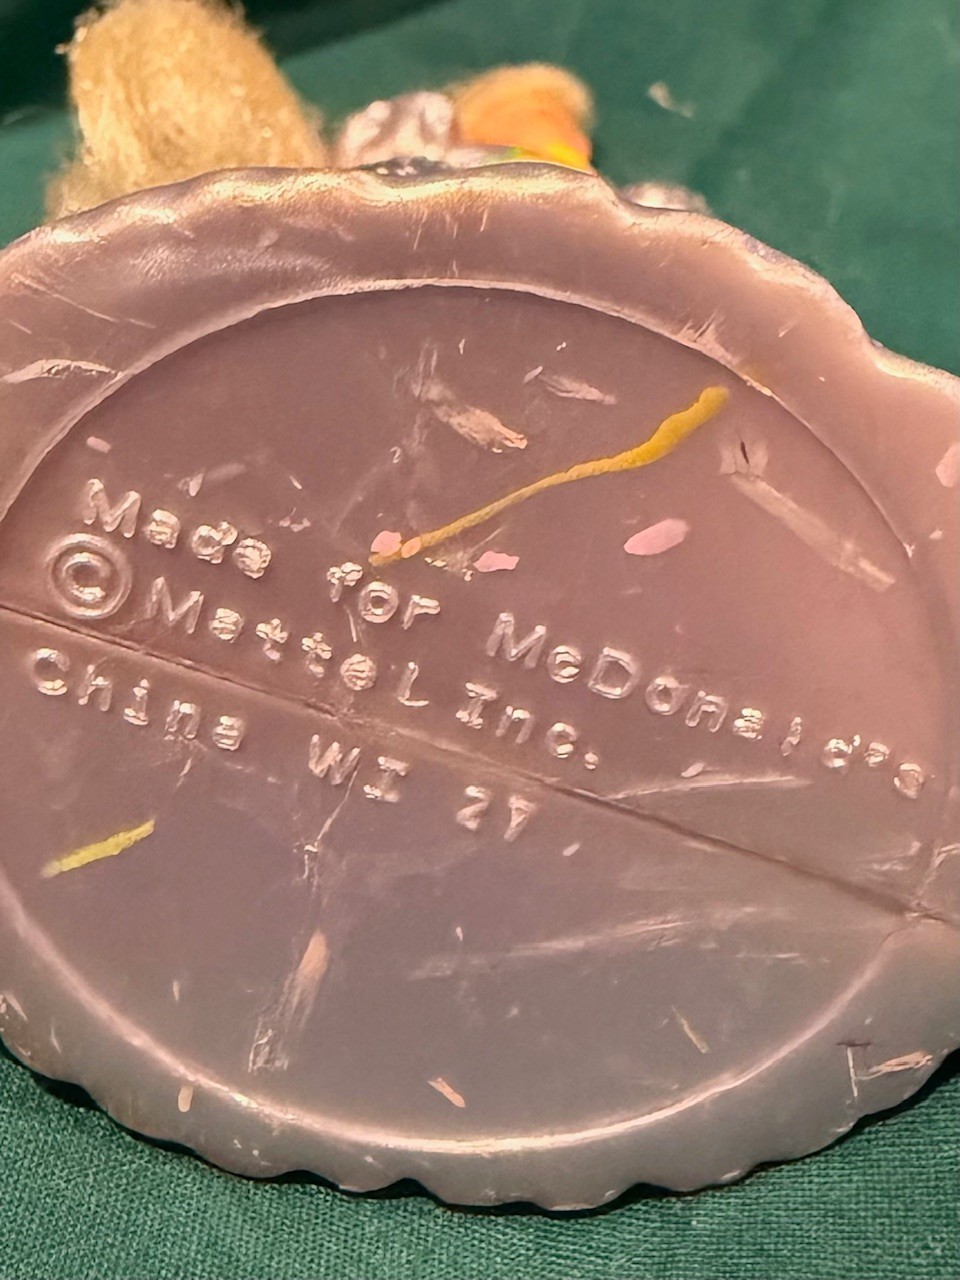 Made for McDonald's
©Mattel Inc.
China WI 27